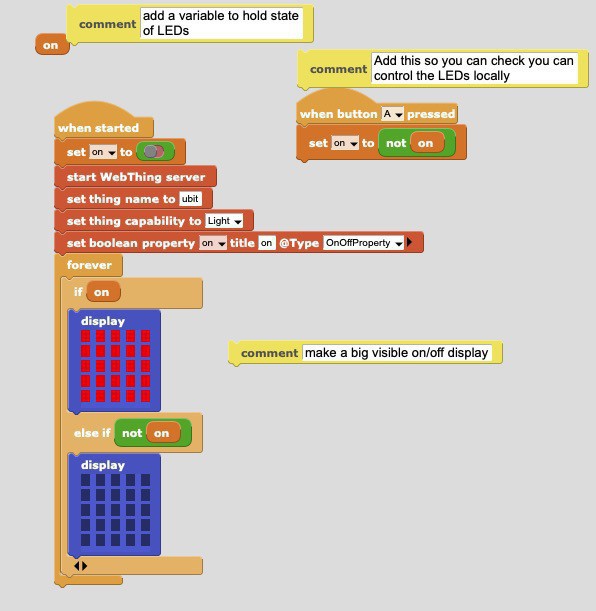 comment add a variable to hold state
of LEDs
on
comment Add this so you can check you can
control the LEDs locally
when button A pressed
set on to not on
when started
set on to
start WebThing server
set thing name to ubit
set thing capability to Light
set boolean property on title on @Type OnOffProperty
forever
if on
display
comment make a big visible on/off display
else if not on
display